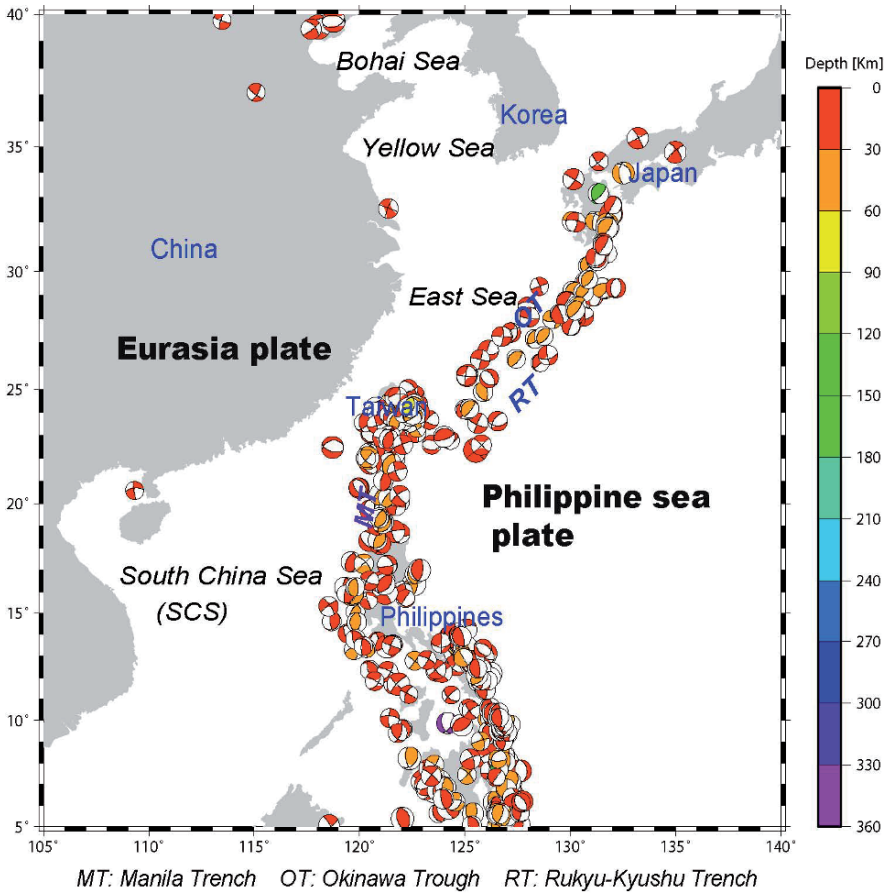 40°
Bohai Sea
Depth [Km]
0
Korea
35°
Yellow Sea
30
Japan
60
China
30°
90
East Sea
OT
120
Eurasia plate
25°
Taiwan
RT
150
180
20°
MT
Philippine sea
plate
210
South China Sea
(SCS)
240
15°
Philippines
270
10°
300
330
5°
360
105° 110° 115° 120° 125° 130° 135° 140°
MT: Manila Trench OT: Okinawa Trough RT: Rukyu-Kyushu Trench